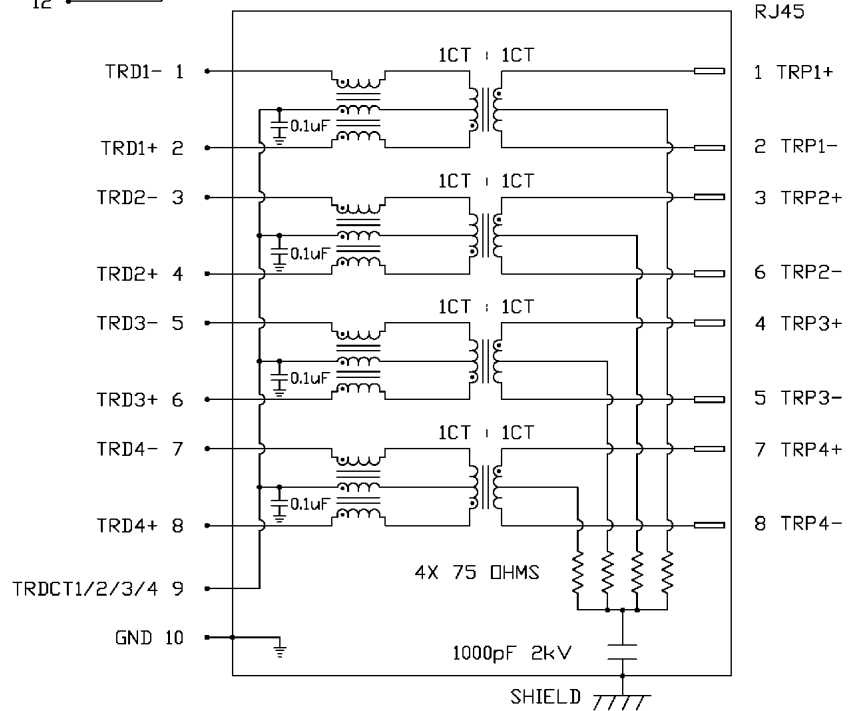 12
RJ45
1CT : 1CT
TRD1- 1
1 TRP1+
0.1uF
TRD1+ 2
2 TRP1-
1CT : 1CT
TRD2- 3
3 TRP2+
0.1uF
TRD2+ 4
6 TRP2-
1CT : 1CT
TRD3- 5
4 TRP3+
0.1uF
TRD3+ 6
5 TRP3-
1CT : 1CT
TRD4- 7
7 TRP4+
0.1uF
TRD4+ 8
8 TRP4-
4X 75 OHMS
TRDCT1/2/3/4 9
GND 10
1000pF 2kV
SHIELD